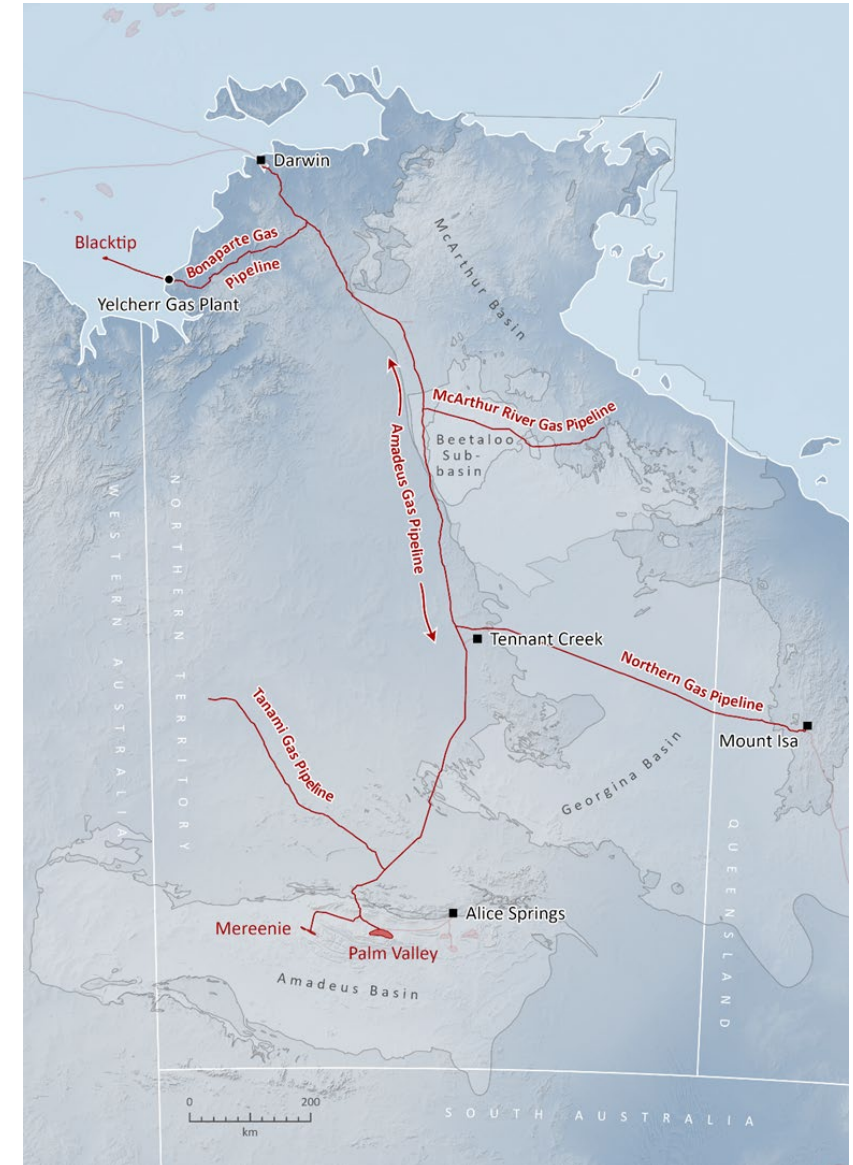 Darwin
Blacktip
Bonaparte Gas
Pipeline
Yelcherr Gas Plant
McArthur Basin
McArthur River Gas Pipeline
Beetaloo
Sub-
basin
Amadeus Gas Pipeline
WESTERN AUSTRALIA
NORTHERN TERRITORY
Tennant Creek
Northern Gas Pipeline
Mount Isa
Tanami Gas Pipeline
Georgina Basin
QUEENSLAND
Alice Springs
Mereenie
Palm Valley
Amadeus Basin
0 200
km
SOUTH AUSTRALIA